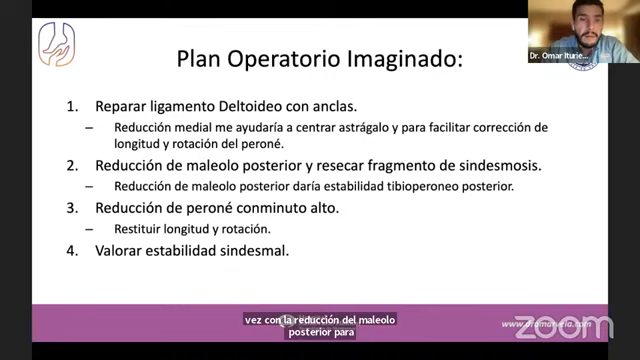 Plan Operatorio Imaginado:
Dr. Omar Iturie...
1. Reparar ligamento Deltoideo con anclas.
– Reducción medial me ayudaría a centrar astrágalo y para facilitar corrección de
longitud y rotación del peroné.
2. Reducción de maleolo posterior y resecar fragmento de sindesmosis.
– Reducción de maleolo posterior daría estabilidad tibioperoneo posterior.
3. Reducción de peroné conminuto alto.
– Restituir longitud y rotación.
4. Valorar estabilidad sindesmal.
vez con la reducción del maleolo
posterior para
zoom